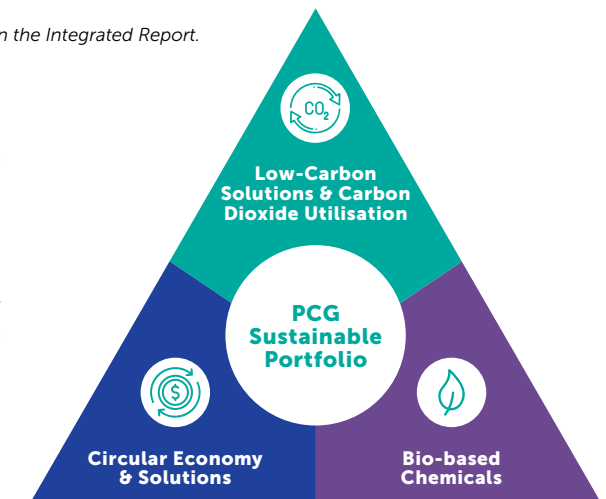 n the Integrated Report.
CO2
Low-Carbon
Solutions & Carbon
Dioxide Utilisation
PCG
Sustainable
Portfolio
$
Circular Economy
& Solutions
Bio-based
Chemicals